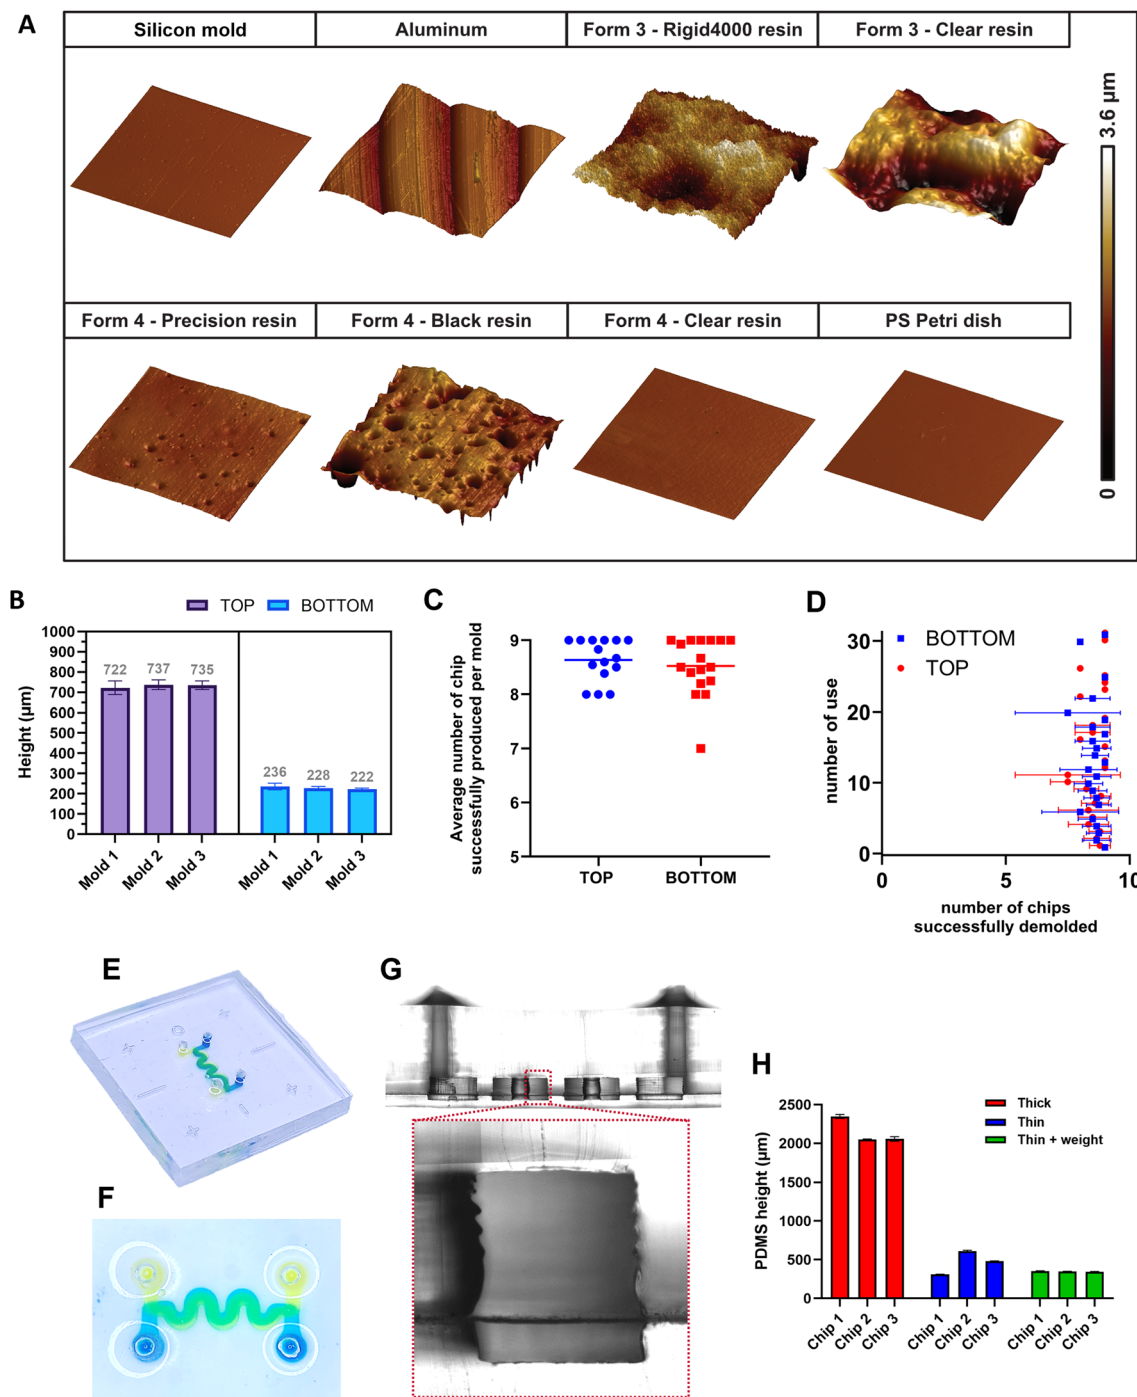 A
Silicon mold
Aluminum
Form 3 - Rigid4000 resin
Form 3 - Clear resin
3.6 µm
0
Form 4 - Precision resin
Form 4 - Black resin
Form 4 - Clear resin
PS Petri dish
B
TOP
BOTTOM
Height (µm)
1000
900
800
700
600
500
400
300
200
100
0
722
737
735
236
228
222
Mold 1
Mold 2
Mold 3
Mold 1
Mold 2
Mold 3
C
Average number of chip
successfully produced per mold
9
8
7
6
5
TOP
BOTTOM
D
BOTTOM
TOP
number of use
30
20
10
0
0
5
10
number of chips
successfully demolded
E
F
G
H
Thick
Thin
Thin + weight
PDMS height (µm)
2500
2000
1500
1000
500
0
Chip 1
Chip 2
Chip 3
Chip 1
Chip 2
Chip 3
Chip 1
Chip 2
Chip 3